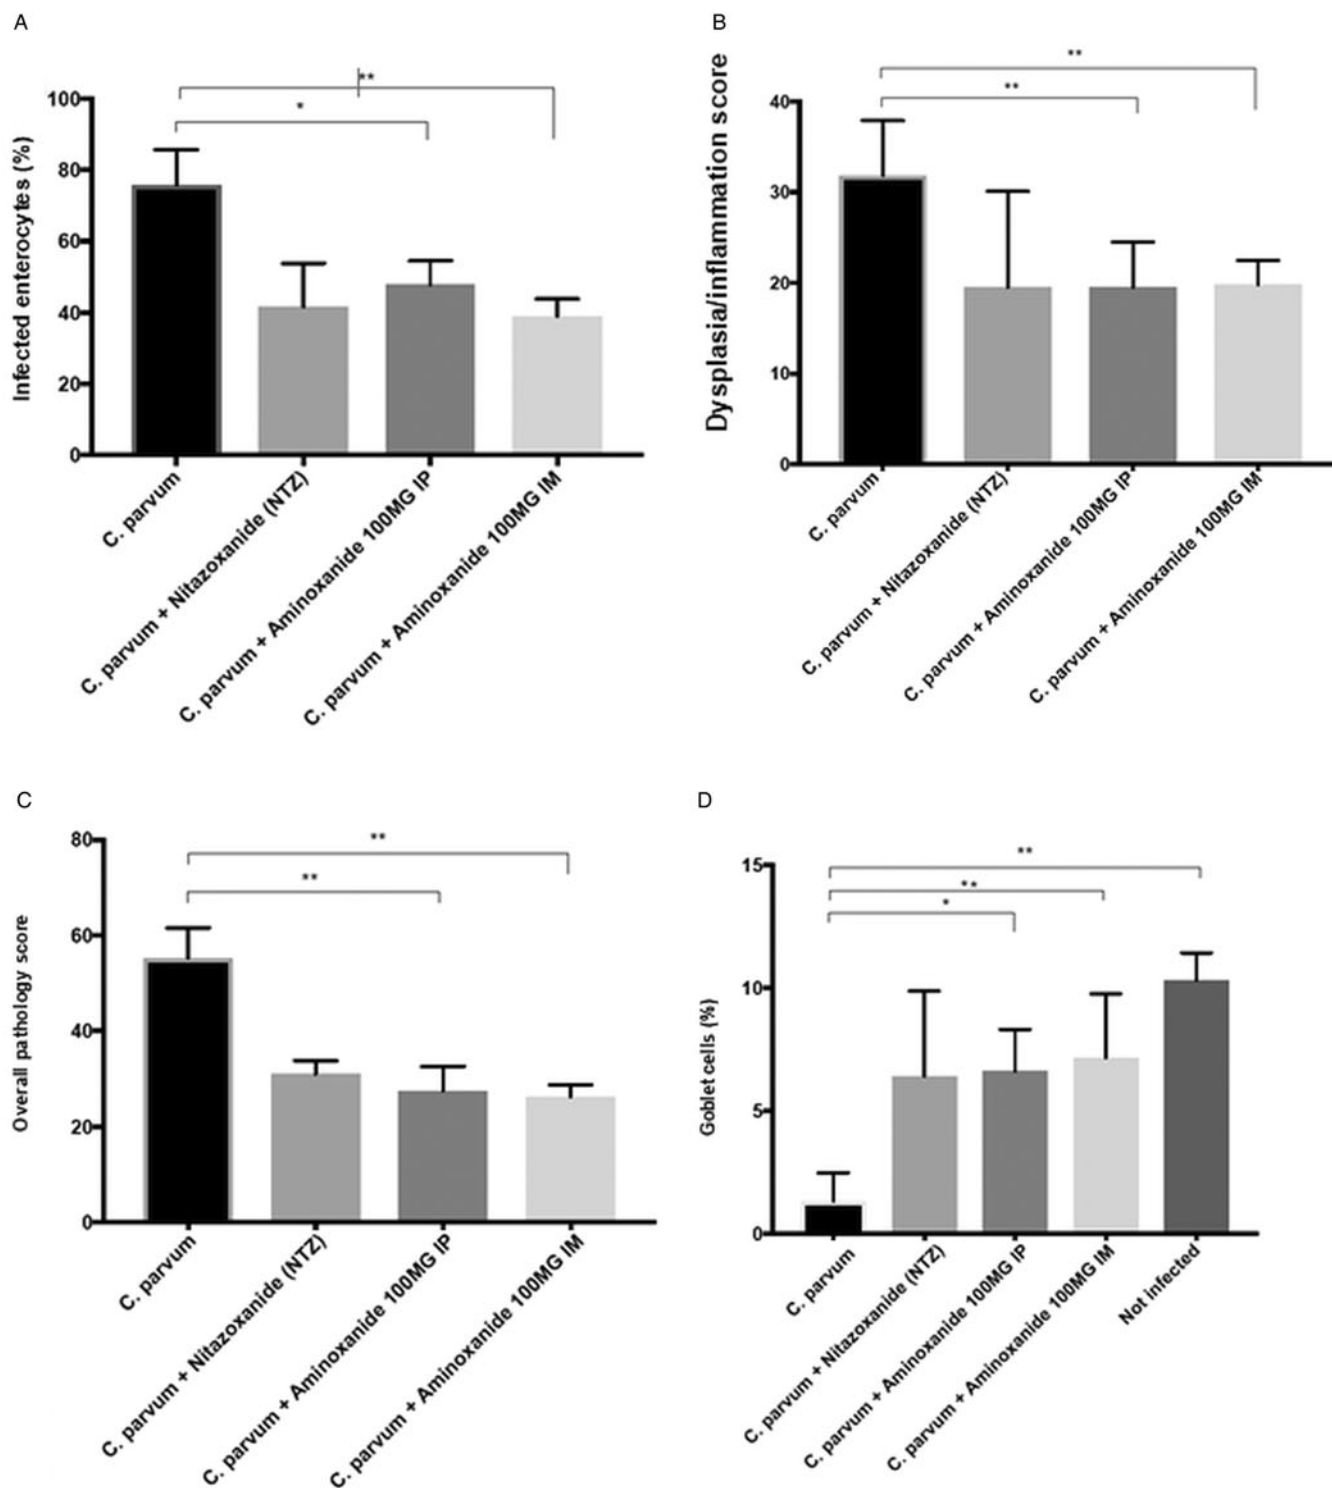 A
Infected enterocytes (%)
100
80
60
40
20
0
**
*
C. parvum
C. parvum + Nitazoxanide (NTZ)
C. parvum + Aminoxanide 100MG IP
C. parvum + Aminoxanide 100MG IM
B
Dysplasia/inflammation score
40
30
20
10
0
**
**
C. parvum
C. parvum + Nitazoxanide (NTZ)
C. parvum + Aminoxanide 100MG IP
C. parvum + Aminoxanide 100MG IM
C
Overall pathology score
80
60
40
20
0
**
**
C. parvum
C. parvum + Nitazoxanide (NTZ)
C. parvum + Aminoxanide 100MG IP
C. parvum + Aminoxanide 100MG IM
D
Goblet cells (%)
15
10
5
0
**
**
*
C. parvum
C. parvum + Nitazoxanide (NTZ)
C. parvum + Aminoxanide 100MG IP
C. parvum + Aminoxanide 100MG IM
Not infected